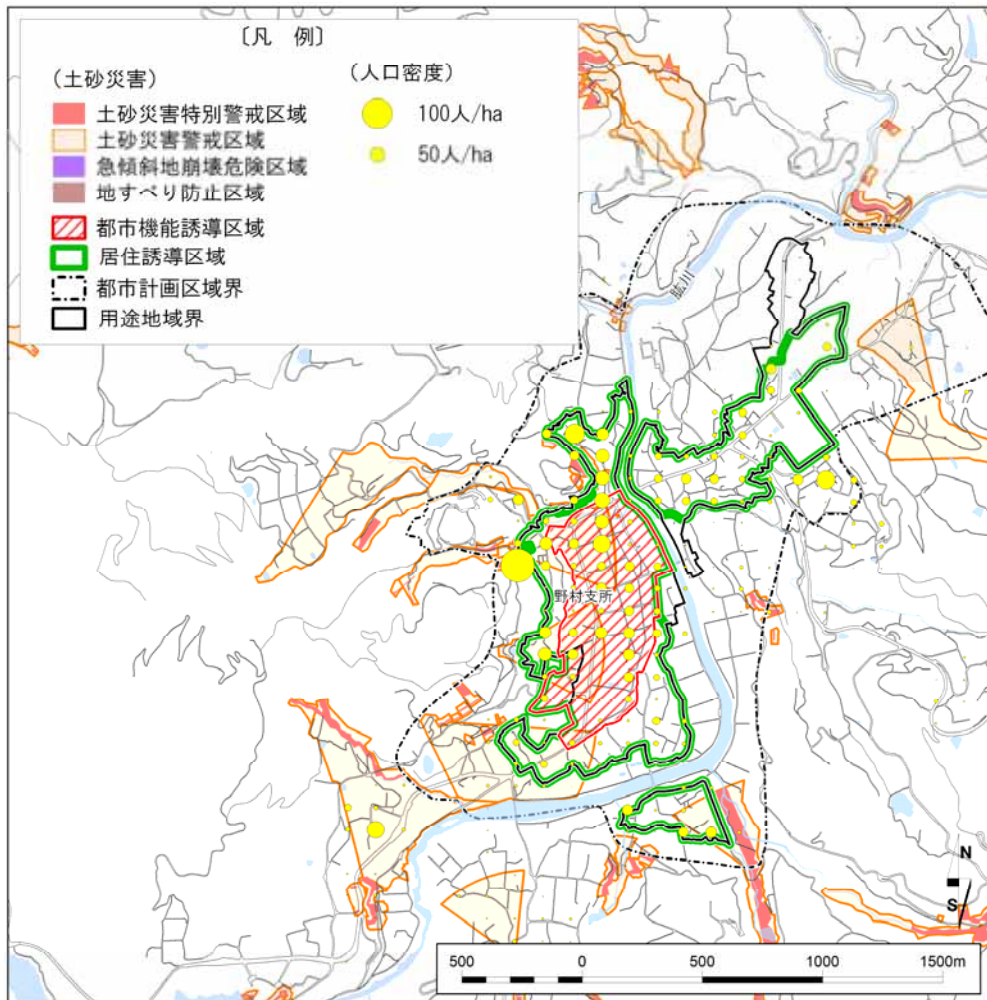 〔凡 例〕
（土砂災害）
土砂災害特別警戒区域
土砂災害警戒区域
急傾斜地崩壊危険区域
地すべり防止区域
都市機能誘導区域
居住誘導区域
都市計画区域界
用途地域界
（人口密度）
100人/ha
50人/ha
肱川
野村支所
N
S
500 0 500 1000 1500m